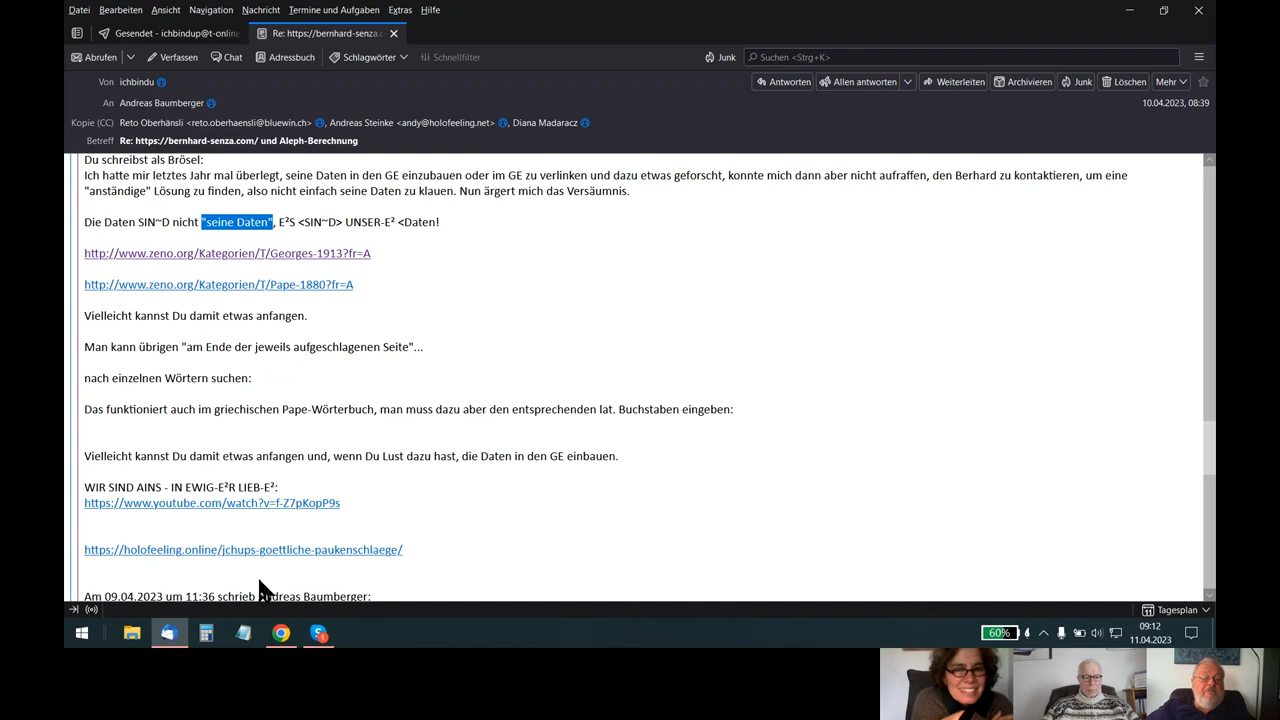 Datei Bearbeiten Ansicht Navigation Nachricht Termine und Aufgaben Extras Hilfe
Gesendet - ichbindup@t-online Re: https://bernhard-senza.c
Abrufen Verfassen Chat Adressbuch Schlagwörter Schnellfilter Junk Suchen <Strg+K>
Von ichbindu Antworten Allen antworten Weiterleiten Archivieren Junk Löschen Mehr
An Andreas Baumberger 10.04.2023, 08:39
Kopie (CC) Reto Oberhänsli <reto.oberhaensli@bluewin.ch>, Andreas Steinke <andy@holofeeling.net>, Diana Madaracz
Betreff Re: https://bernhard-senza.com/ und Aleph-Berechnung
Du schreibst als Brösel:
Ich hatte mir letztes Jahr mal überlegt, seine Daten in den GE einzubauen oder im GE zu verlinken und dazu etwas geforscht, konnte mich dann aber nicht aufraffen, den Berhard zu kontaktieren, um eine
"anständige" Lösung zu finden, also nicht einfach seine Daten zu klauen. Nun ärgert mich das Versäumnis.
Die Daten SIN~D nicht "seine Daten", E²S <SIN~D> UNSER-E² <Daten!
http://www.zeno.org/Kategorien/T/Georges-1913?fr=A
http://www.zeno.org/Kategorien/T/Pape-1880?fr=A
Vielleicht kannst Du damit etwas anfangen.
Man kann übrigen "am Ende der jeweils aufgeschlagenen Seite"...
nach einzelnen Wörtern suchen:
Das funktioniert auch im griechischen Pape-Wörterbuch, man muss dazu aber den entsprechenden lat. Buchstaben eingeben:
Vielleicht kannst Du damit etwas anfangen und, wenn Du Lust dazu hast, die Daten in den GE einbauen.
WIR SIND AINS - IN EWIG-E²R LIEB-E²:
https://www.youtube.com/watch?v=f-Z7pKopP9s
https://holofeeling.online/jchups-goettliche-paukenschlaege/
Am 09.04.2023 um 11:36 schrieb Andreas Baumberger:
11 Tagesplan
60% 09:12
11.04.2023